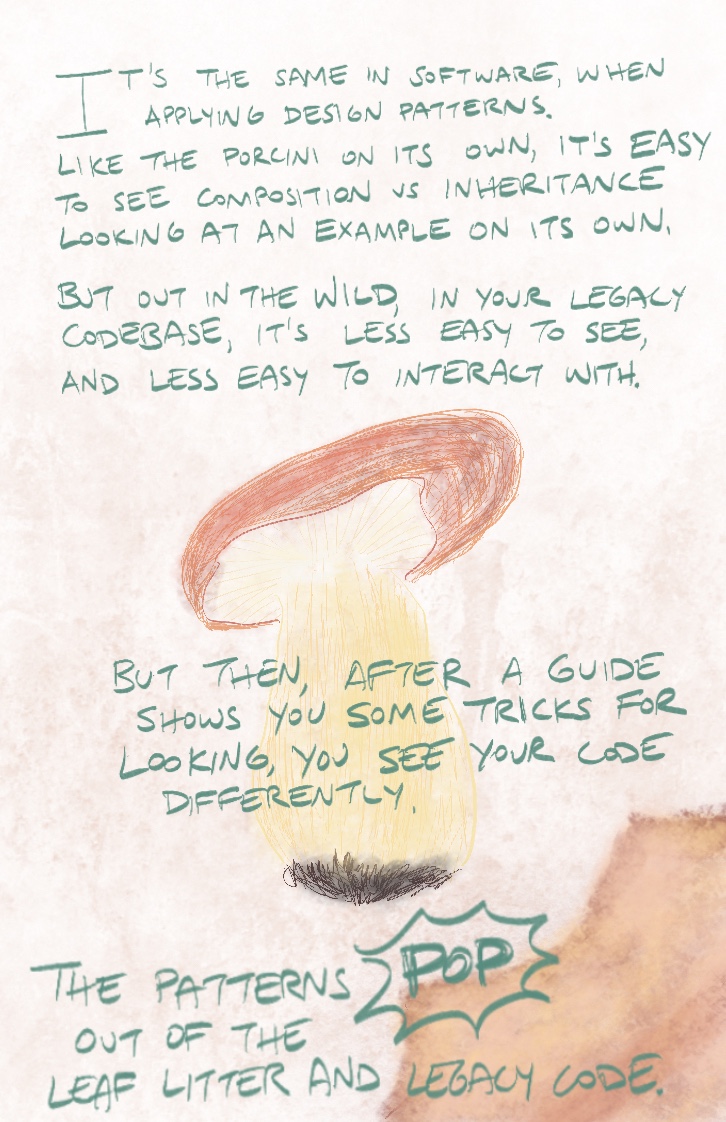 IT'S THE SAME IN SOFTWARE, WHEN
APPLYING DESIGN PATTERNS.
LIKE THE PORCINI ON ITS OWN, IT'S EASY
TO SEE COMPOSITION VS INHERITANCE
LOOKING AT AN EXAMPLE ON ITS OWN.
BUT OUT IN THE WILD, IN YOUR LEGACY
CODEBASE, IT'S LESS EASY TO SEE,
AND LESS EASY TO INTERACT WITH.
BUT THEN, AFTER A GUIDE
SHOWS YOU SOME TRICKS FOR
LOOKING, YOU SEE YOUR CODE
DIFFERENTLY.
THE PATTERNS POP
OUT OF THE
LEAF LITTER AND LEGACY CODE.